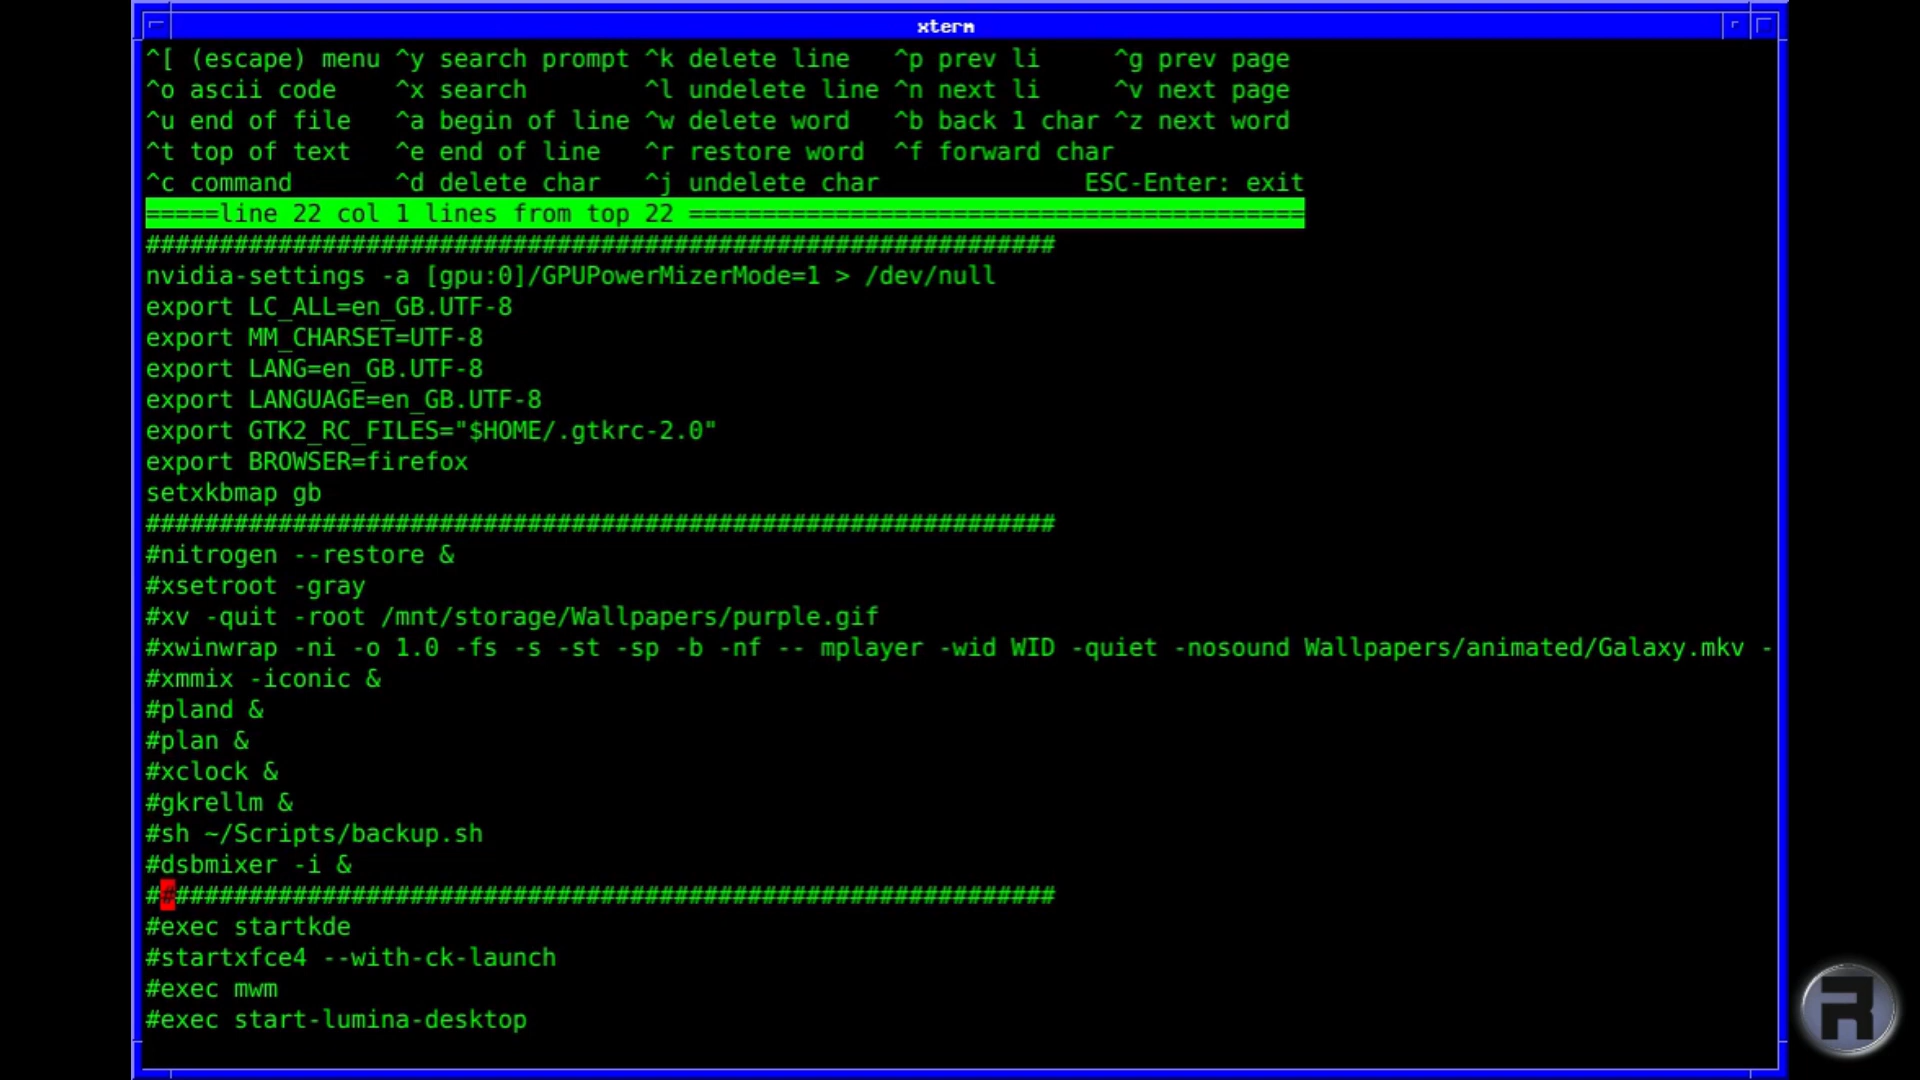 xterm
^[ (escape) menu ^y search prompt ^k delete line   ^p prev li     ^g prev page
^o ascii code    ^x search        ^l undelete line ^n next li     ^v next page
^u end of file   ^a begin of line ^w delete word   ^b back 1 char ^z next word
^t top of text   ^e end of line   ^r restore word  ^f forward char
^c command       ^d delete char   ^j undelete char              ESC-Enter: exit
=====line 22 col 1 lines from top 22 ==========================================
##############################################################
nvidia-settings -a [gpu:0]/GPUPowerMizerMode=1 > /dev/null
export LC_ALL=en_GB.UTF-8
export MM_CHARSET=UTF-8
export LANG=en_GB.UTF-8
export LANGUAGE=en_GB.UTF-8
export GTK2_RC_FILES="$HOME/.gtkrc-2.0"
export BROWSER=firefox
setxkbmap gb
##############################################################
#nitrogen --restore &
#xsetroot -gray
#xv -quit -root /mnt/storage/Wallpapers/purple.gif
#xwinwrap -ni -o 1.0 -fs -s -st -sp -b -nf -- mplayer -wid WID -quiet -nosound Wallpapers/animated/Galaxy.mkv -
#xmmix -iconic &
#pland &
#plan &
#xclock &
#gkrellm &
#sh ~/Scripts/backup.sh
#dsbmixer -i &
##############################################################
#exec startkde
#startxfce4 --with-ck-launch
#exec mwm
#exec start-lumina-desktop
R